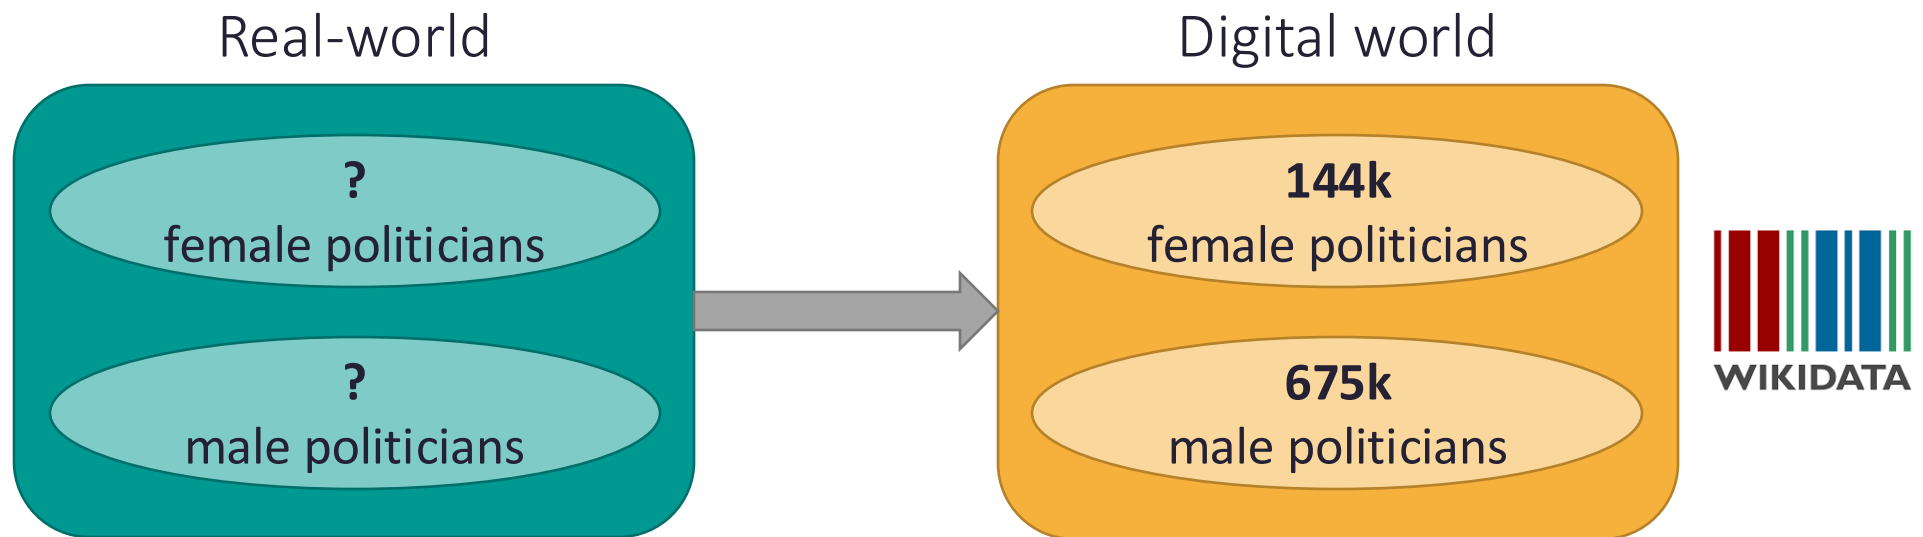 Real-world
?
female politicians
?
male politicians
Digital world
144k
female politicians
675k
male politicians
WIKIDATA